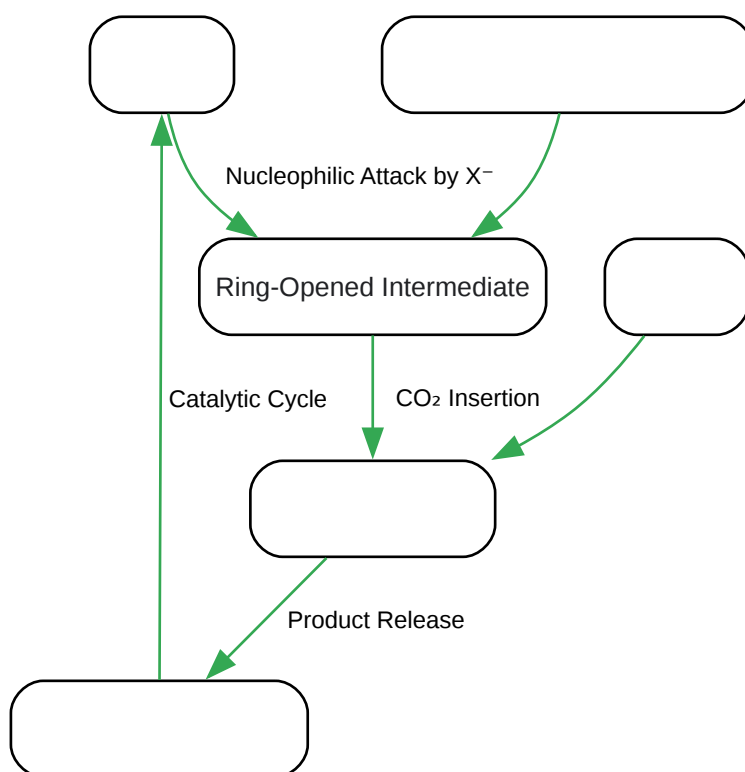 Nucleophilic Attack by X⁻
Ring-Opened Intermediate
Catalytic Cycle
CO₂ Insertion
Product Release